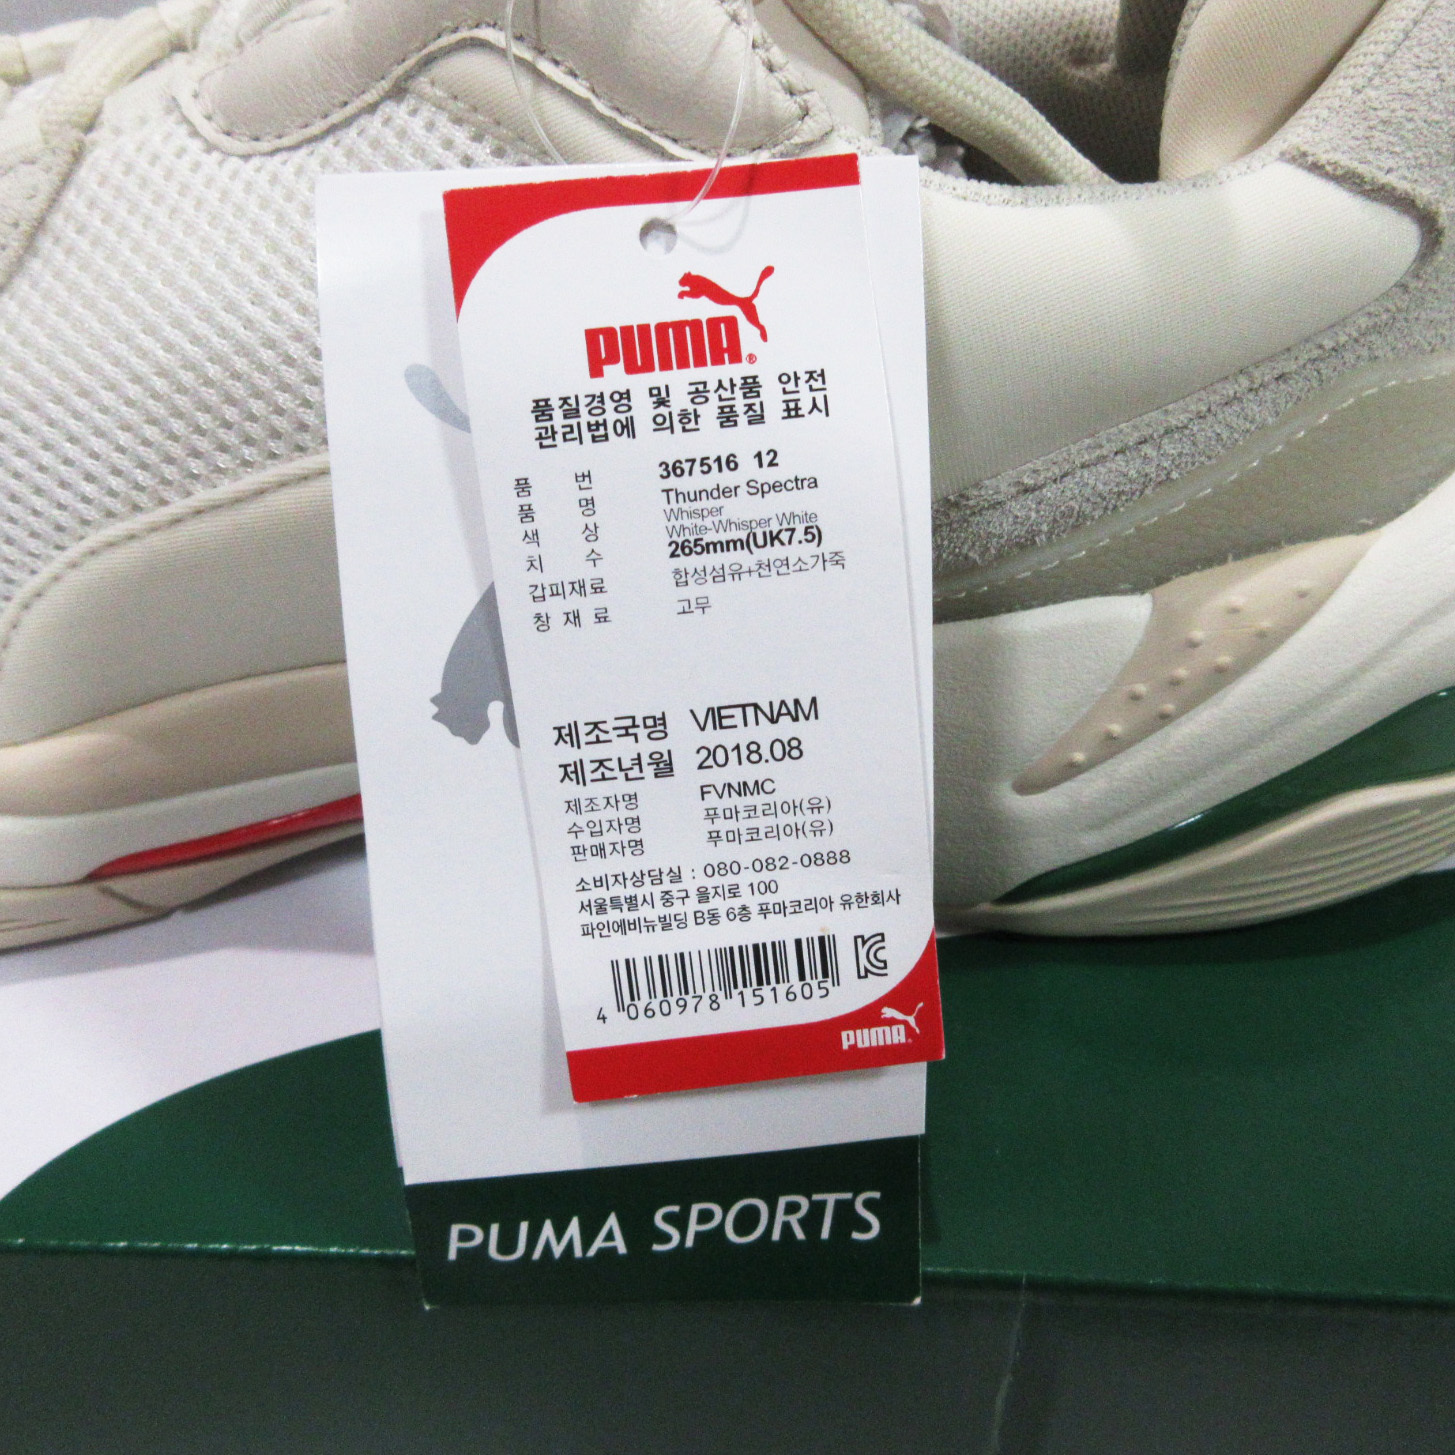 PUMA
품질경영 및 공산품 안전
관리법에 의한 품질 표시
품 번 367516 12
품 명 Thunder Spectra
색 상 Whisper White-Whisper White
치 수 265mm(UK7.5)
갑피재료 합성섬유+천연소가죽
창 재 료 고무
제조국명 VIETNAM
제조년월 2018.08
제조자명 FVNMC
수입자명 푸마코리아(유)
판매자명 푸마코리아(유)
소비자상담실 : 080-082-0888
서울특별시 중구 을지로 100
파인에비뉴빌딩 B동 6층 푸마코리아 유한회사
4 060978 151605
PUMA
PUMA SPORTS